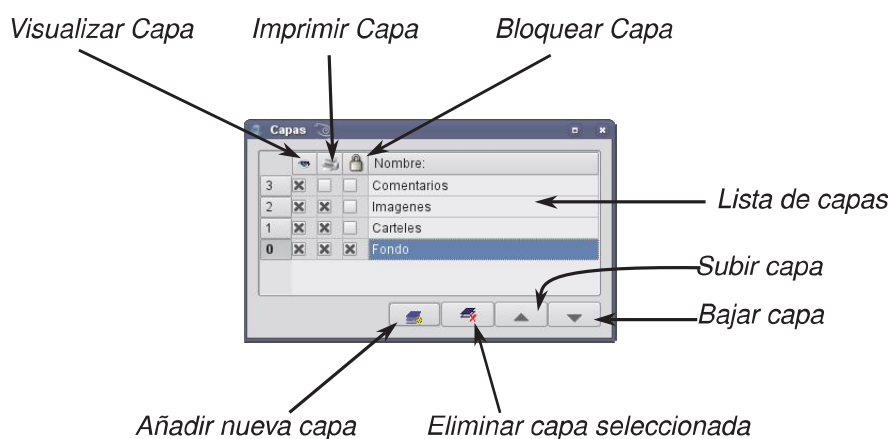 Visualizar Capa
Imprimir Capa
Bloquear Capa
Capas
Nombre:
3 Comentarios
2 Imagenes
1 Carteles
0 Fondo
Lista de capas
Subir capa
Bajar capa
Añadir nueva capa
Eliminar capa seleccionada